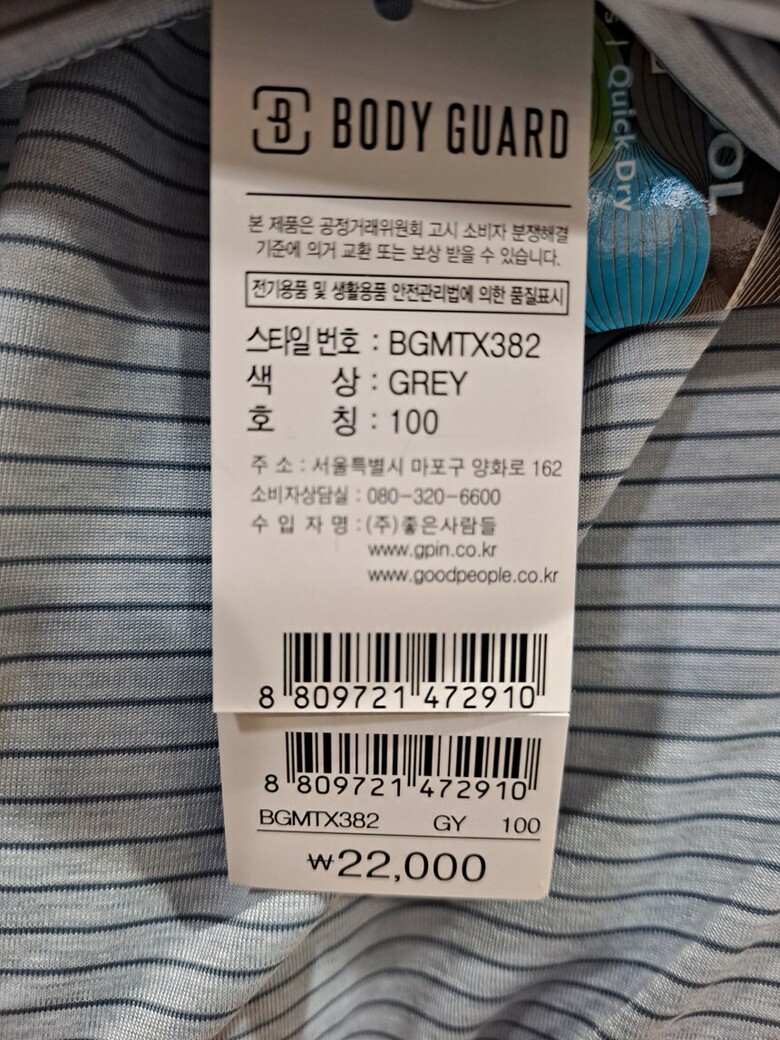 BODY GUARD
본 제품은 공정거래위원회 고시 소비자 분쟁해결
기준에 의거 교환 또는 보상 받을 수 있습니다.
전기용품 및 생활용품 안전관리법에 의한 품질표시
스타일 번호 : BGMTX382
색 상 : GREY
호 칭 : 100
주 소 : 서울특별시 마포구 양화로 162
소비자상담실 : 080-320-6600
수 입 자 명 : (주)좋은사람들
www.gpin.co.kr
www.goodpeople.co.kr
8 809721 472910
8 809721 472910
BGMTX382 GY 100
₩22,000
| Quick Dry